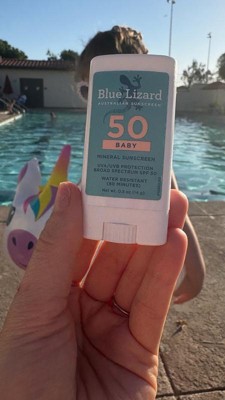 Blue Lizard
AUSTRALIAN SUNSCREEN
50
BABY
MINERAL SUNSCREEN
UVA/UVB PROTECTION
BROAD SPECTRUM SPF 50
WATER RESISTANT
(80 MINUTES)